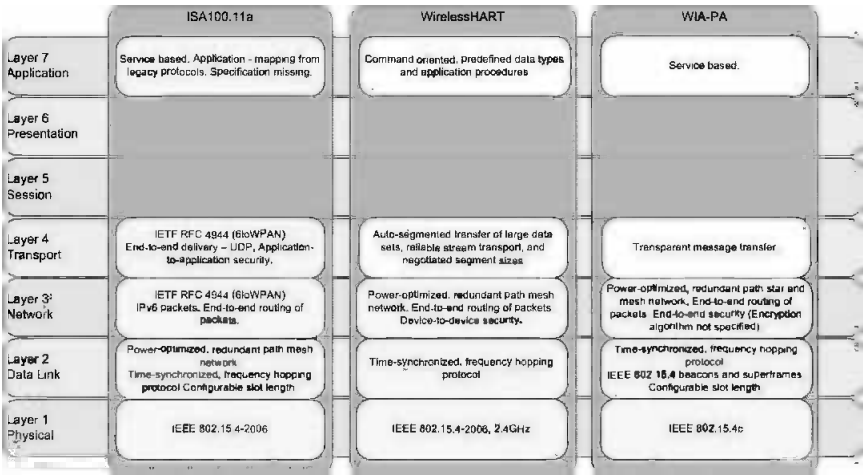 ISA100.11a
WirelessHART
WIA-PA
Layer 7
Application
Service based. Application - mapping from
legacy protocols. Specification missing.
Command oriented, predefined data types
and application procedures
Service based.
Layer 6
Presentation
Layer 5
Session
Layer 4
Transport
IETF RFC 4944 (6loWPAN)
End-to-end delivery – UDP, Application-
to-application security.
Auto-segmented transfer of large data
sets, reliable stream transport, and
negotiated segment sizes
Transparent message transfer
Layer 3
Network
IETF RFC 4944 (6loWPAN)
IPv6 packets. End-to-end routing of
packets.
Power-optimized, redundant path mesh
network. End-to-end routing of packets
Device-to-device security.
Power-optimized, redundant path star and
mesh network, End-to-end routing of
packets End-to-end security (Encryption
algorithm not specified)
Layer 2
Data Link
Power-optimized, redundant path mesh
network
Time-synchronized, frequency hopping
protocol Configurable slot length
Time-synchronized, frequency hopping
protocol
Time-synchronized, frequency hopping
protocol
IEEE 802 15.4 beacons and superframes
Configurable slot length
Layer 1
Physical
IEEE 802.15.4-2006
IEEE 802.15.4-2006, 2.4GHz
IEEE 802.15.4c